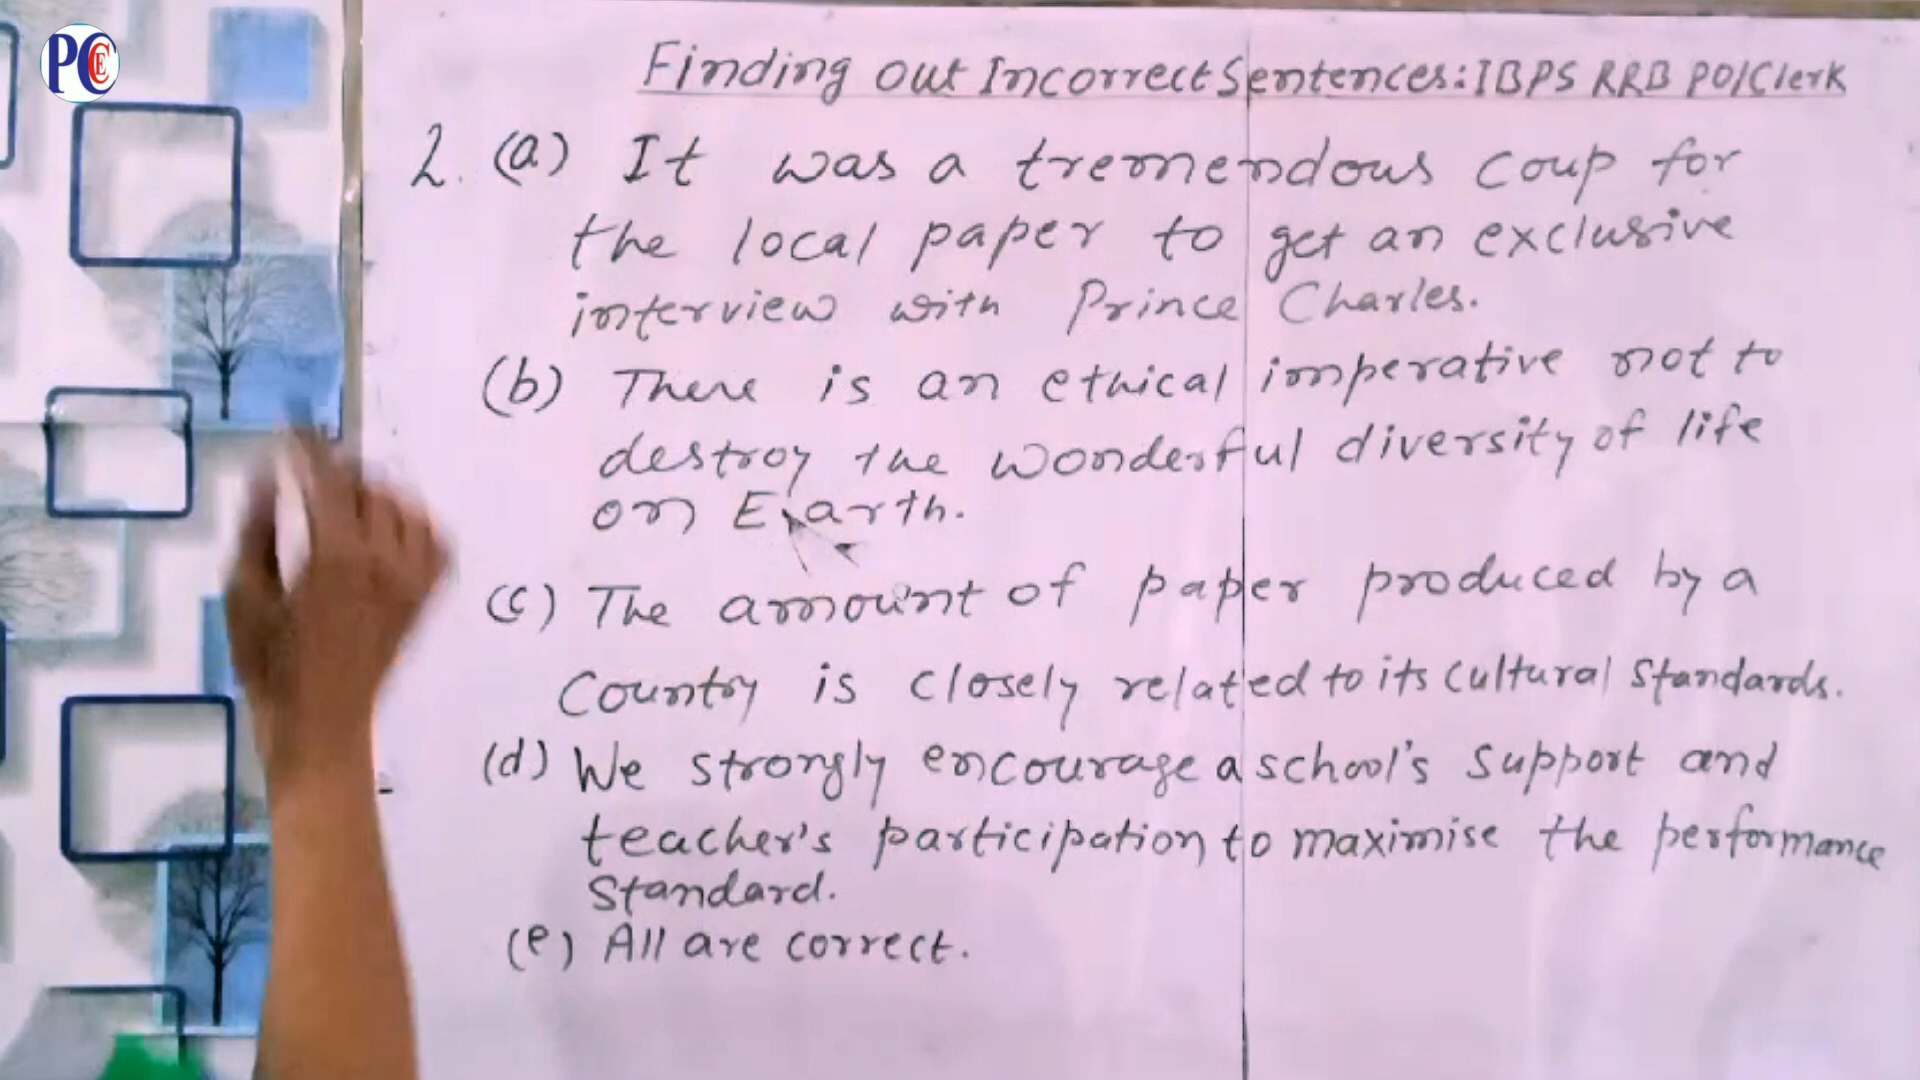 PCCE
Finding out Incorrect Sentences: IBPS RRB PO/Clerk
2. (a) It was a tremendous coup for
the local paper to get an exclusive
interview with Prince Charles.
(b) There is an ethical imperative not to
destroy the wonderful diversity of life
on Earth.
(c) The amount of paper produced by a
Country is closely related to its cultural standards.
(d) We strongly encourage a school's support and
teacher's participation to maximise the performance
standard.
(e) All are correct.